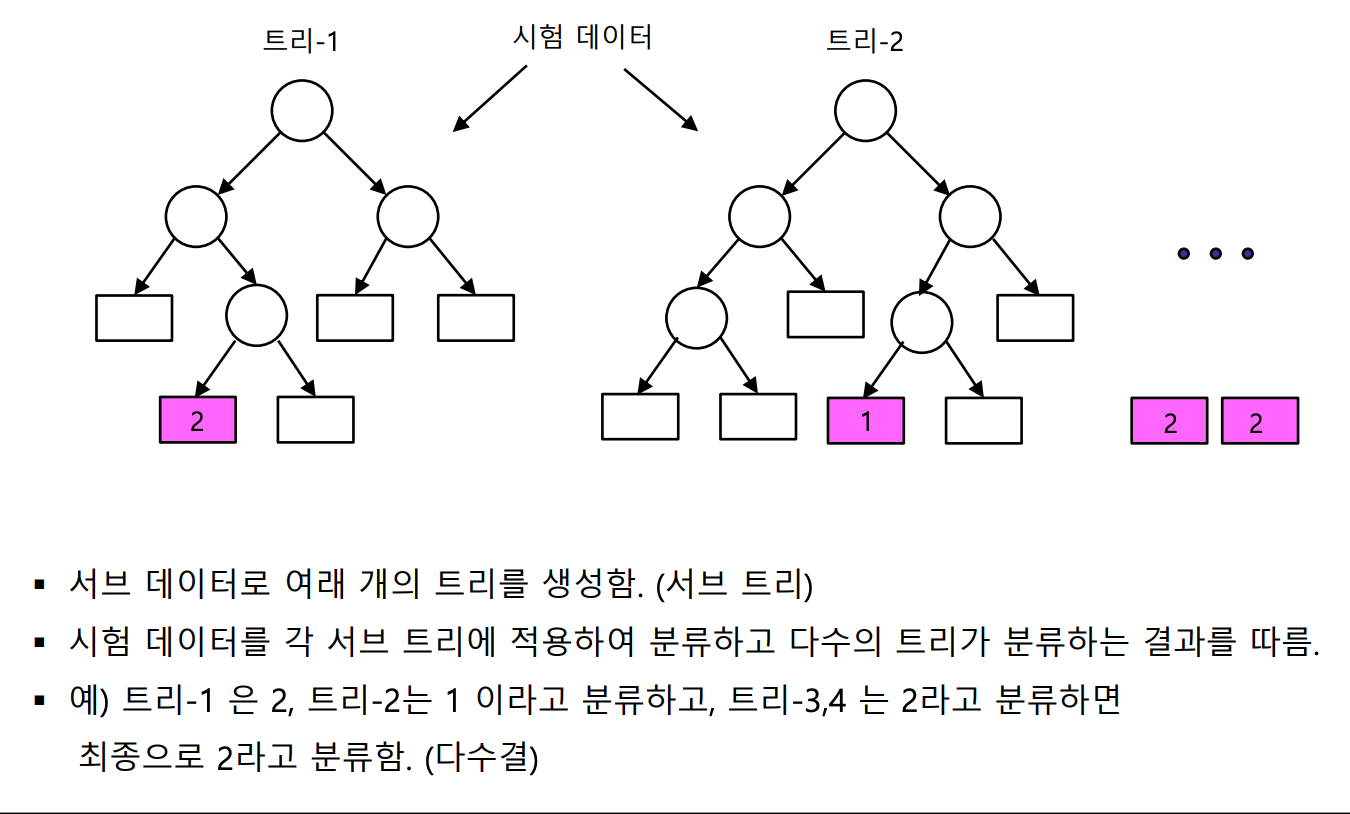 트리-1
시험 데이터
트리-2
2
1
2
2
▪ 서브 데이터로 여래 개의 트리를 생성함. (서브 트리)
▪ 시험 데이터를 각 서브 트리에 적용하여 분류하고 다수의 트리가 분류하는 결과를 따름.
▪ 예) 트리-1 은 2, 트리-2는 1 이라고 분류하고, 트리-3,4 는 2라고 분류하면
최종으로 2라고 분류함. (다수결)